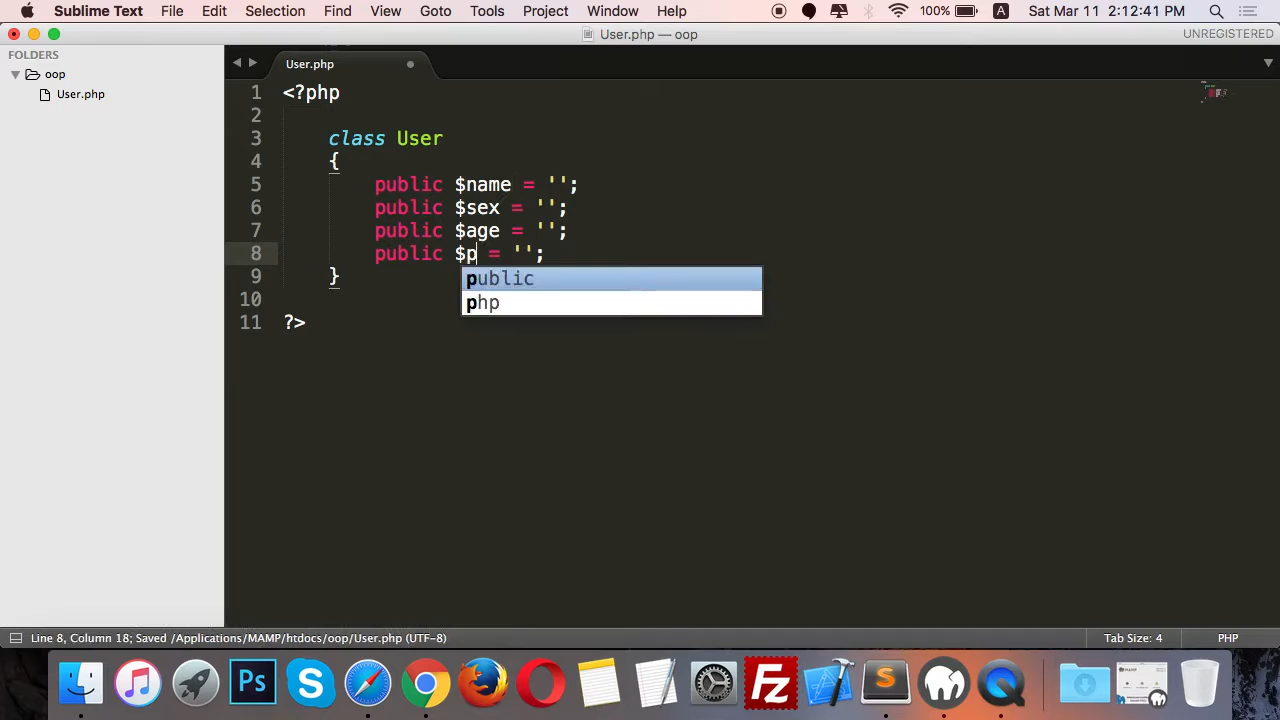 Sublime Text File Edit Selection Find View Goto Tools Project Window Help 100% A Sat Mar 11 2:12:41 PM
User.php — oop UNREGISTERED
FOLDERS
oop
User.php
User.php
1 <?php
2
3 class User
4 {
5 public $name = '';
6 public $sex = '';
7 public $age = '';
8 public $p = '';
public
9 }
php
10
11 ?>
Line 8, Column 18; Saved /Applications/MAMP/htdocs/oop/User.php (UTF-8) Tab Size: 4 PHP
Ps S Fz S